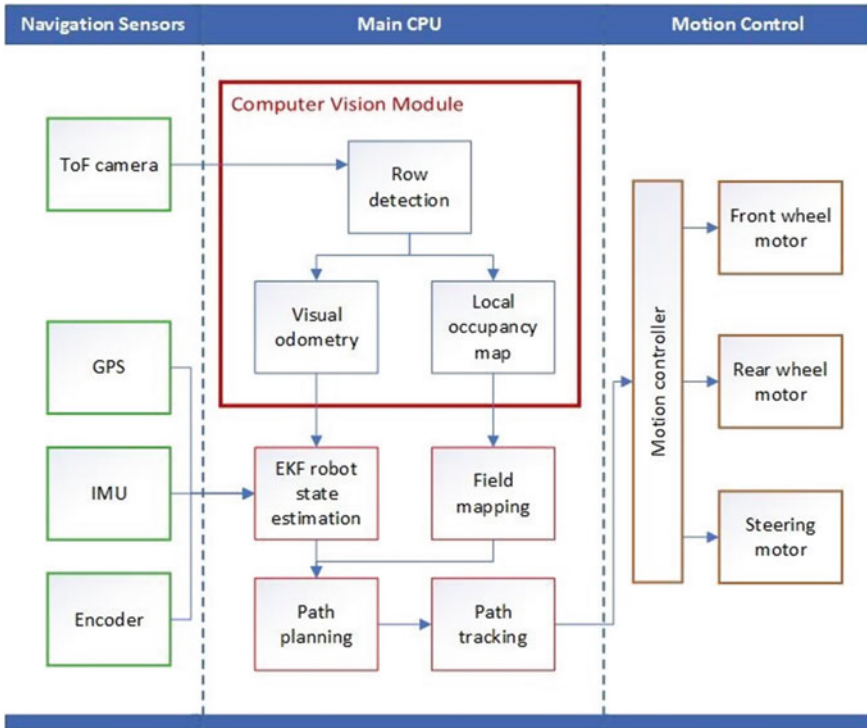 Navigation Sensors
Main CPU
Motion Control
Computer Vision Module
ToF camera
Row
detection
Visual
odometry
Local
occupancy
map
GPS
IMU
Encoder
EKF robot
state
estimation
Field
mapping
Path
planning
Path
tracking
Motion controller
Front wheel
motor
Rear wheel
motor
Steering
motor